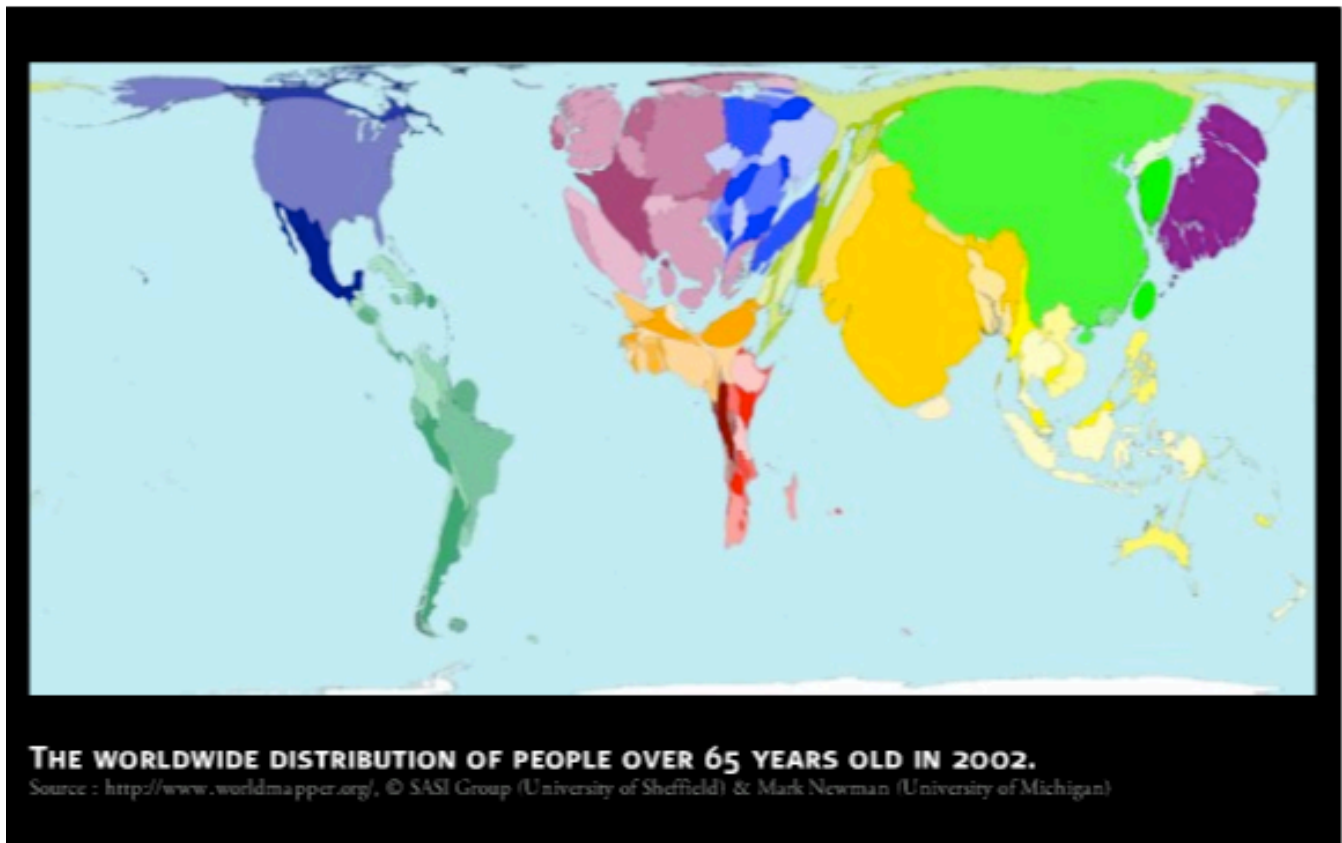 The worldwide distribution of people over 65 years old in 2002.
Source : http://www.worldmapper.org/, © SASI Group (University of Sheffield) & Mark Newman (University of Michigan)